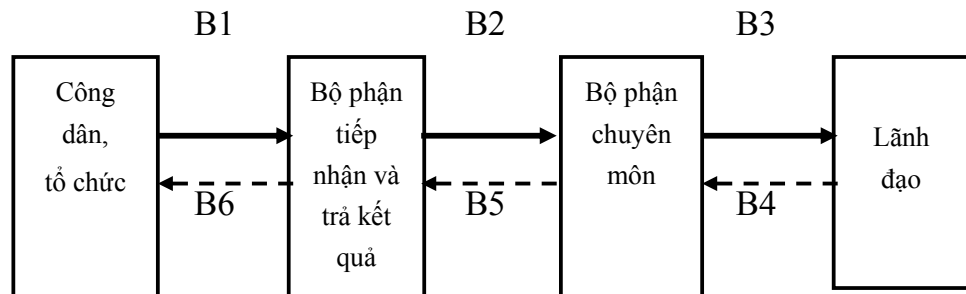 B1
B2
B3
Công
dân,
tổ chức
Bộ phận
tiếp
nhận và
trả kết
quả
Bộ phận
chuyên
môn
Lãnh
đạo
B6
B5
B4